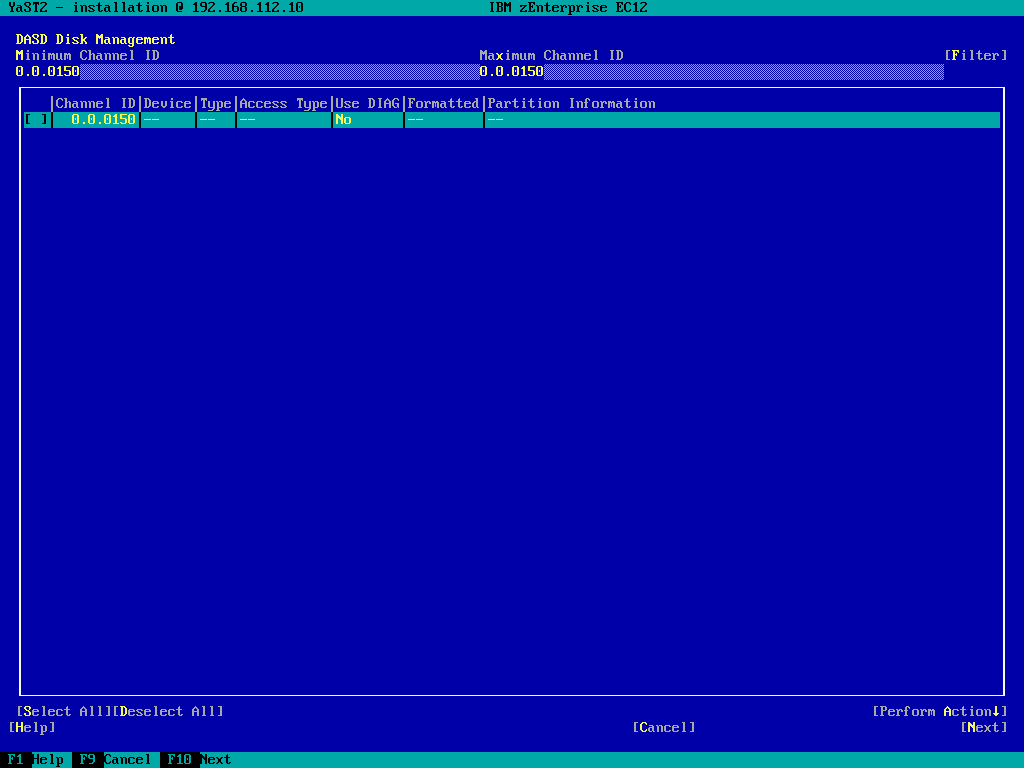 YaST2 - installation @ 192.168.112.10 IBM zEnterprise EC12
DASD Disk Management
Minimum Channel ID Maximum Channel ID [Filter]
0.0.0150 0.0.0150
|Channel ID|Device|Type|Access Type|Use DIAG|Formatted|Partition Information
[ ]| 0.0.0150|-- |-- |-- |No |-- |--
[Select All][Deselect All] [Perform Action↓]
[Help] [Cancel] [Next]
F1 Help F9 Cancel F10 Next